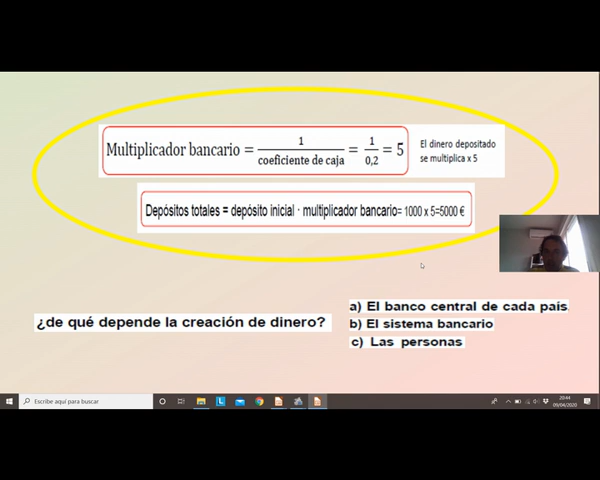 Multiplicador bancario = 1 / coeficiente de caja = 1 / 0,2 = 5
El dinero depositado
se multiplica x 5
Depósitos totales = depósito inicial · multiplicador bancario= 1000 x 5=5000 €
¿de qué depende la creación de dinero?
a) El banco central de cada país
b) El sistema bancario
c) Las personas
Escribe aquí para buscar
20:44
09/04/2020